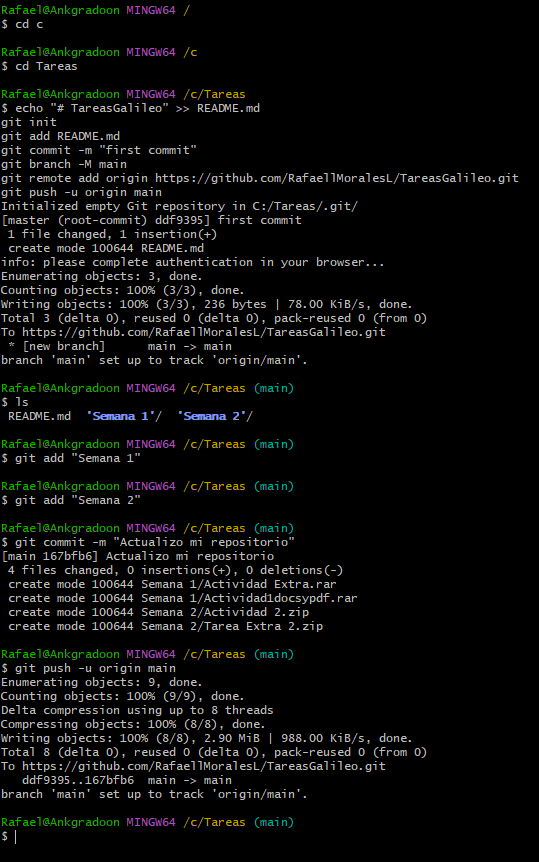 Rafael@Ankgradoon MINGW64 /
$ cd c
Rafael@Ankgradoon MINGW64 /c
$ cd Tareas
Rafael@Ankgradoon MINGW64 /c/Tareas
$ echo "# TareasGalileo" >> README.md
git init
git add README.md
git commit -m "first commit"
git branch -M main
git remote add origin https://github.com/RafaellMoralesL/TareasGalileo.git
git push -u origin main
Initialized empty Git repository in C:/Tareas/.git/
[master (root-commit) ddf9395] first commit
 1 file changed, 1 insertion(+)
 create mode 100644 README.md
info: please complete authentication in your browser...
Enumerating objects: 3, done.
Counting objects: 100% (3/3), done.
Writing objects: 100% (3/3), 236 bytes | 78.00 KiB/s, done.
Total 3 (delta 0), reused 0 (delta 0), pack-reused 0 (from 0)
To https://github.com/RafaellMoralesL/TareasGalileo.git
 * [new branch]      main -> main
branch 'main' set up to track 'origin/main'.
Rafael@Ankgradoon MINGW64 /c/Tareas (main)
$ ls
 README.md  'Semana 1'/  'Semana 2'/
Rafael@Ankgradoon MINGW64 /c/Tareas (main)
$ git add "Semana 1"
Rafael@Ankgradoon MINGW64 /c/Tareas (main)
$ git add "Semana 2"
Rafael@Ankgradoon MINGW64 /c/Tareas (main)
$ git commit -m "Actualizo mi repositorio"
[main 167bfb6] Actualizo mi repositorio
 4 files changed, 0 insertions(+), 0 deletions(-)
 create mode 100644 Semana 1/Actividad Extra.rar
 create mode 100644 Semana 1/Actividad1docsypdf.rar
 create mode 100644 Semana 2/Actividad 2.zip
 create mode 100644 Semana 2/Tarea Extra 2.zip
Rafael@Ankgradoon MINGW64 /c/Tareas (main)
$ git push -u origin main
Enumerating objects: 9, done.
Counting objects: 100% (9/9), done.
Delta compression using up to 8 threads
Compressing objects: 100% (8/8), done.
Writing objects: 100% (8/8), 2.90 MiB | 988.00 KiB/s, done.
Total 8 (delta 0), reused 0 (delta 0), pack-reused 0 (from 0)
To https://github.com/RafaellMoralesL/TareasGalileo.git
   ddf9395..167bfb6  main -> main
branch 'main' set up to track 'origin/main'.
Rafael@Ankgradoon MINGW64 /c/Tareas (main)
$